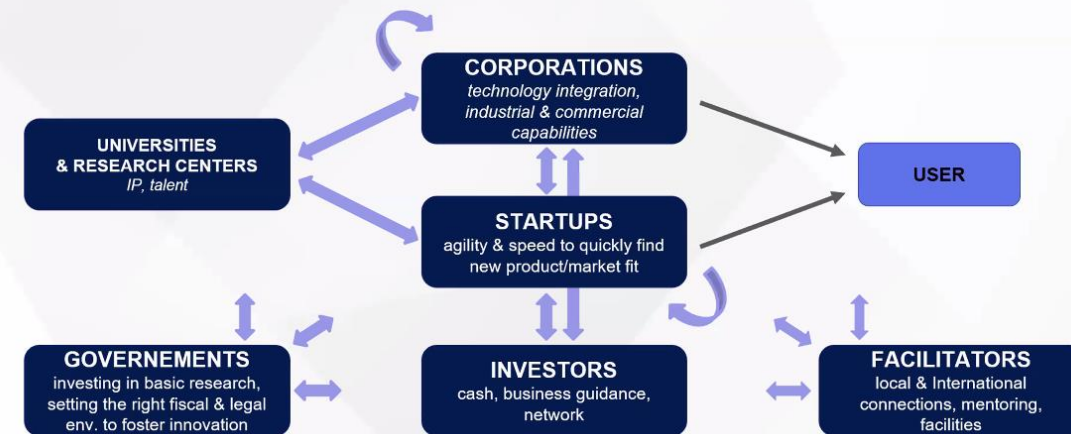 CORPORATIONS
technology integration,
industrial & commercial
capabilities
UNIVERSITIES
& RESEARCH CENTERS
IP, talent
USER
STARTUPS
agility & speed to quickly find
new product/market fit
GOVERNEMENTS
investing in basic research,
setting the right fiscal & legal
env. to foster innovation
INVESTORS
cash, business guidance,
network
FACILITATORS
local & International
connections, mentoring,
facilities